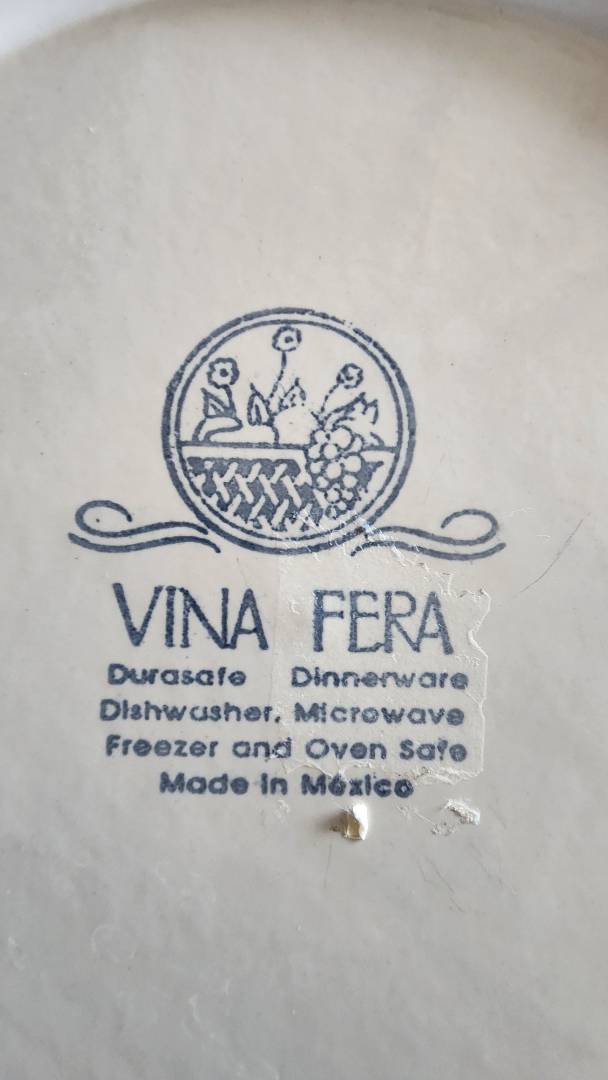 VINA FERA
Durasafe Dinnerware
Dishwasher, Microwave
Freezer and Oven Safe
Made in México